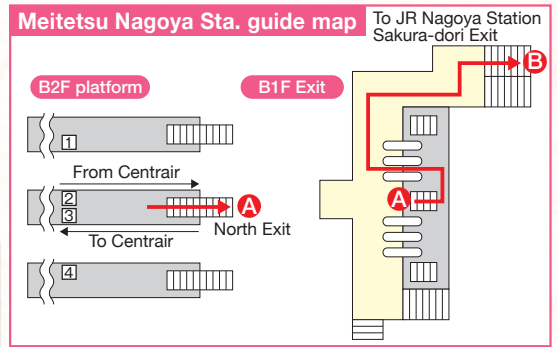 Meitetsu Nagoya Sta. guide map
To JR Nagoya Station
Sakura-dori Exit
B2F platform
B1F Exit
B
1
From Centrair
2
3
A
A
To Centrair
North Exit
4